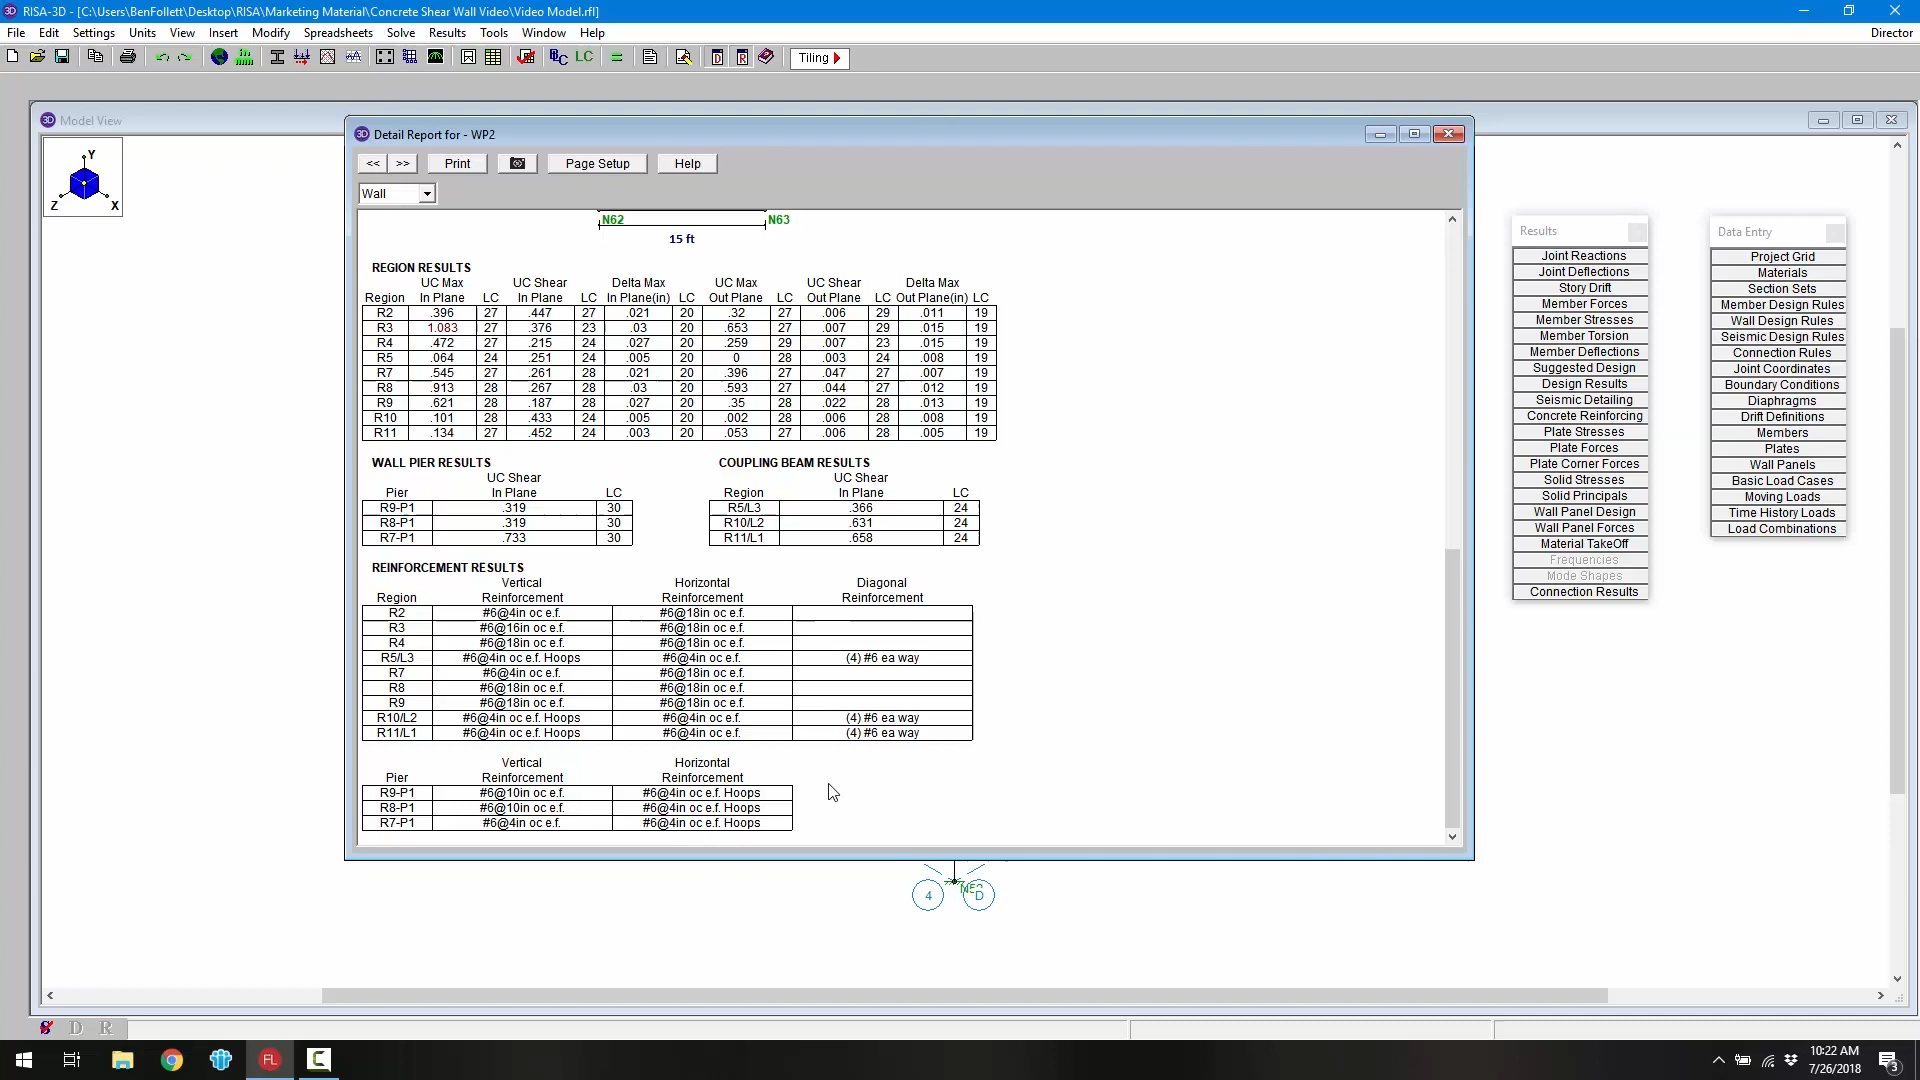 3D RISA-3D - [C:\Users\BenFollett\Desktop\RISA\Marketing Material\Concrete Shear Wall Video\Video Model.rfl]
File Edit Settings Units View Insert Modify Spreadsheets Solve Results Tools Window Help Director
BC LC = D R Tiling
3D Model View
3D Detail Report for - WP2
Y
Z X
<< >> Print Page Setup Help
Wall
N62 N63
15 ft
REGION RESULTS
UC Max UC Shear Delta Max UC Max UC Shear Delta Max
Region In Plane LC In Plane LC In Plane(in) LC Out Plane LC Out Plane LC Out Plane(in) LC
R2 .396 27 .447 27 .021 20 .32 27 .006 29 .011 19
R3 1.083 27 .376 23 .03 20 .653 27 .007 29 .015 19
R4 .472 27 .215 24 .027 20 .259 29 .007 23 .015 19
R5 .064 24 .251 24 .005 20 0 28 .003 24 .008 19
R7 .545 27 .261 28 .021 20 .396 27 .047 27 .007 19
R8 .913 28 .267 28 .03 20 .593 27 .044 27 .012 19
R9 .621 28 .187 28 .027 20 .35 28 .022 28 .013 19
R10 .101 28 .433 24 .005 20 .002 28 .006 28 .008 19
R11 .134 27 .452 24 .003 20 .053 27 .006 28 .005 19
WALL PIER RESULTS
UC Shear
Pier In Plane LC
R9-P1 .319 30
R8-P1 .319 30
R7-P1 .733 30
COUPLING BEAM RESULTS
UC Shear
Region In Plane LC
R5/L3 .366 24
R10/L2 .631 24
R11/L1 .658 24
REINFORCEMENT RESULTS
Vertical Horizontal Diagonal
Region Reinforcement Reinforcement Reinforcement
R2 #6@4in oc e.f. #6@18in oc e.f.
R3 #6@16in oc e.f. #6@18in oc e.f.
R4 #6@18in oc e.f. #6@18in oc e.f.
R5/L3 #6@4in oc e.f. Hoops #6@4in oc e.f. (4) #6 ea way
R7 #6@4in oc e.f. #6@18in oc e.f.
R8 #6@18in oc e.f. #6@18in oc e.f.
R9 #6@18in oc e.f. #6@18in oc e.f.
R10/L2 #6@4in oc e.f. Hoops #6@4in oc e.f. (4) #6 ea way
R11/L1 #6@4in oc e.f. Hoops #6@4in oc e.f. (4) #6 ea way
Vertical Horizontal
Pier Reinforcement Reinforcement
R9-P1 #6@10in oc e.f. #6@4in oc e.f. Hoops
R8-P1 #6@10in oc e.f. #6@4in oc e.f. Hoops
R7-P1 #6@4in oc e.f. #6@4in oc e.f. Hoops
4 D
Results
Joint Reactions
Joint Deflections
Story Drift
Member Forces
Member Stresses
Member Torsion
Member Deflections
Suggested Design
Design Results
Seismic Detailing
Concrete Reinforcing
Plate Stresses
Plate Forces
Plate Corner Forces
Solid Stresses
Solid Principals
Wall Panel Design
Wall Panel Forces
Material TakeOff
Frequencies
Mode Shapes
Connection Results
Data Entry
Project Grid
Materials
Section Sets
Member Design Rules
Wall Design Rules
Seismic Design Rules
Connection Rules
Joint Coordinates
Boundary Conditions
Diaphragms
Drift Definitions
Members
Plates
Wall Panels
Basic Load Cases
Moving Loads
Time History Loads
Load Combinations
S D R
FL C
10:22 AM
7/26/2018
3